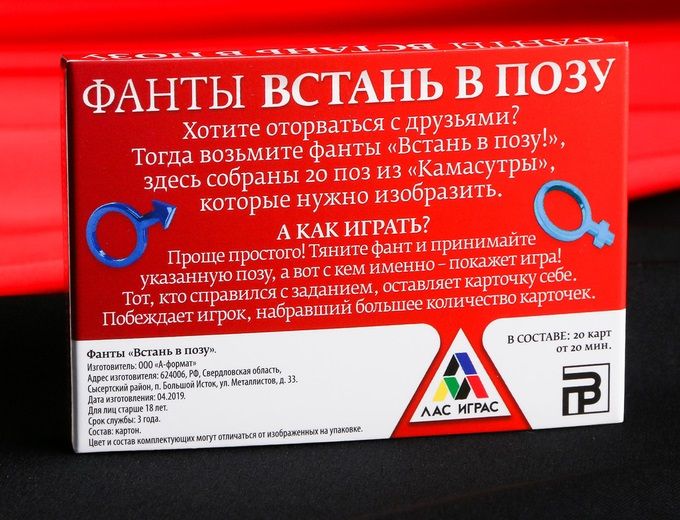 ФАНТЫ ВСТАНЬ В ПОЗУ
ФАНТЫ ВСТАНЬ В ПОЗУ
Хотите оторваться с друзьями?
Тогда возьмите фанты «Встань в позу!»,
здесь собраны 20 поз из «Камасутры»,
которые нужно изобразить.
А КАК ИГРАТЬ?
Проще простого! Тяните фант и принимайте
указанную позу, а вот с кем именно – покажет игра!
Тот, кто справился с заданием, оставляет карточку себе.
Побеждает игрок, набравший большее количество карточек.
Фанты «Встань в позу».
Изготовитель: ООО «А-формат»
Адрес изготовителя: 624006, РФ, Свердловская область,
Сысертский район, п. Большой Исток, ул. Металлистов, д. 33.
Дата изготовления: 04.2019.
Для лиц старше 18 лет.
Срок службы: 3 года.
Состав: картон.
Цвет и состав комплектующих могут отличаться от изображенных на упаковке.
ЛАС ИГРАС
В СОСТАВЕ: 20 карт
от 20 мин.